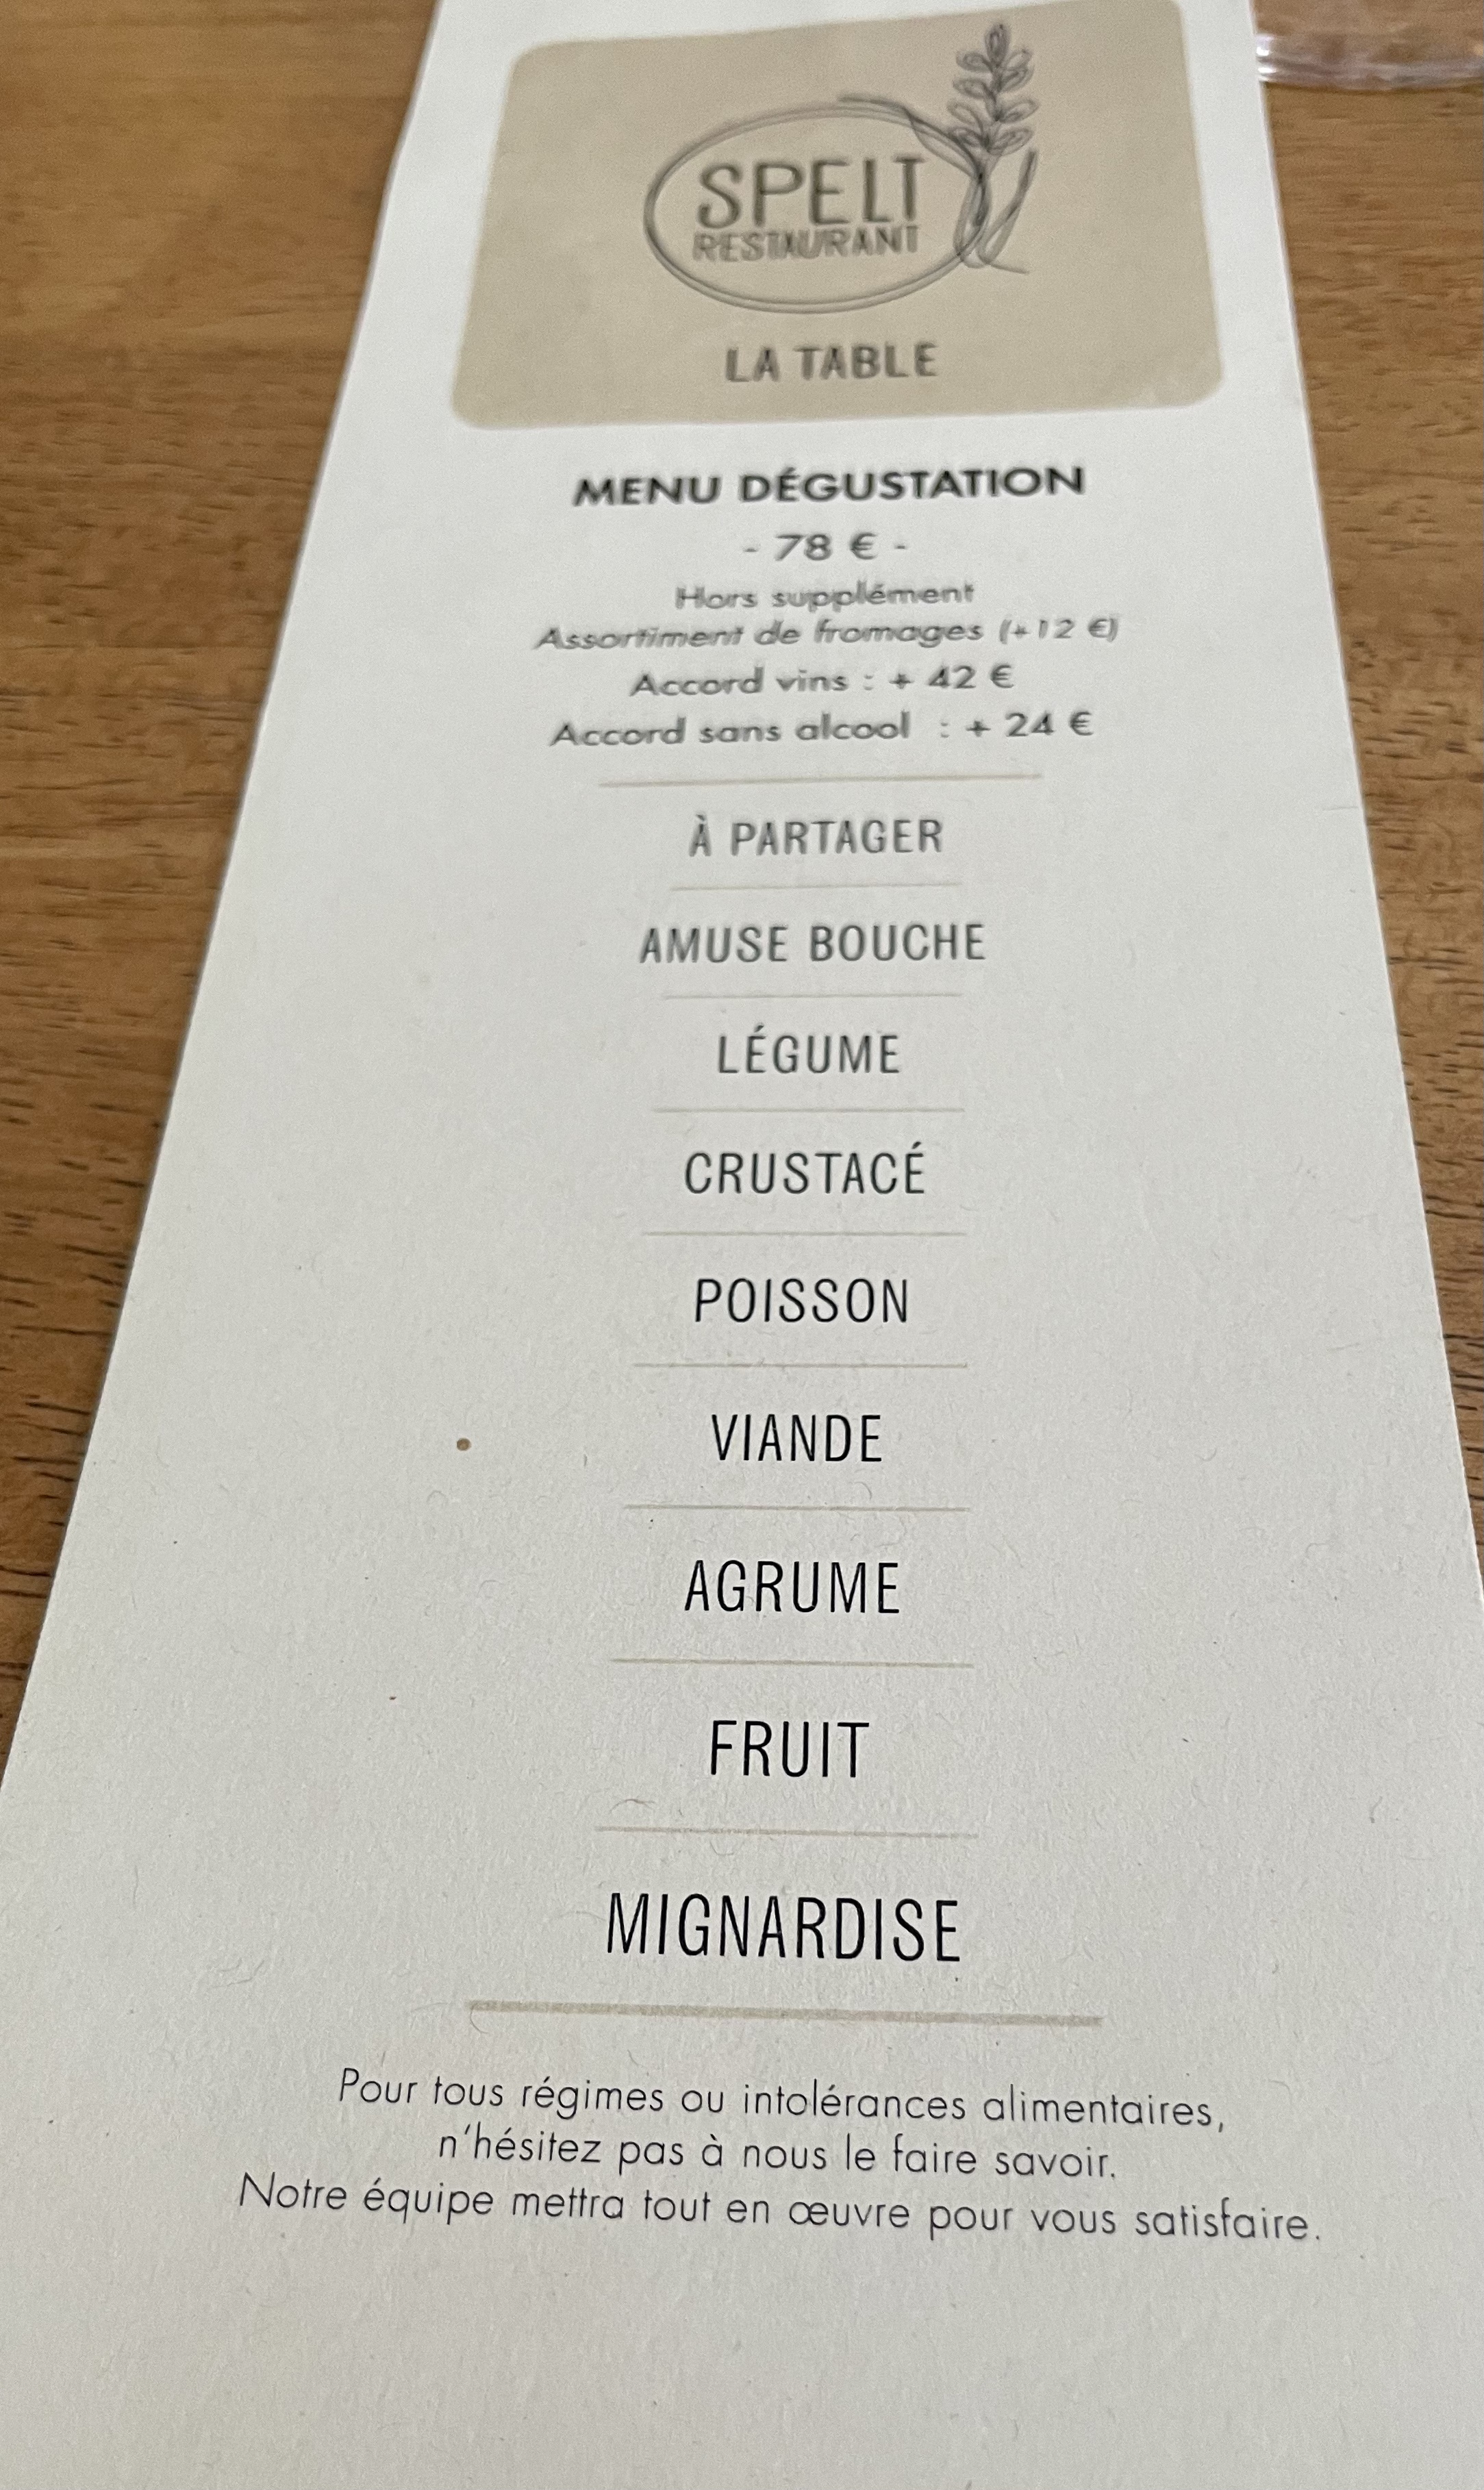 SPELT
RESTAURANT
LA TABLE
MENU DÉGUSTATION
- 78 € -
Hors supplément
Assortiment de fromages (+12 €)
Accord vins : + 42 €
Accord sans alcool : + 24 €
À PARTAGER
AMUSE BOUCHE
LÉGUME
CRUSTACÉ
POISSON
VIANDE
AGRUME
FRUIT
MIGNARDISE
Pour tous régimes ou intolérances alimentaires,
n'hésitez pas à nous le faire savoir.
Notre équipe mettra tout en œuvre pour vous satisfaire.